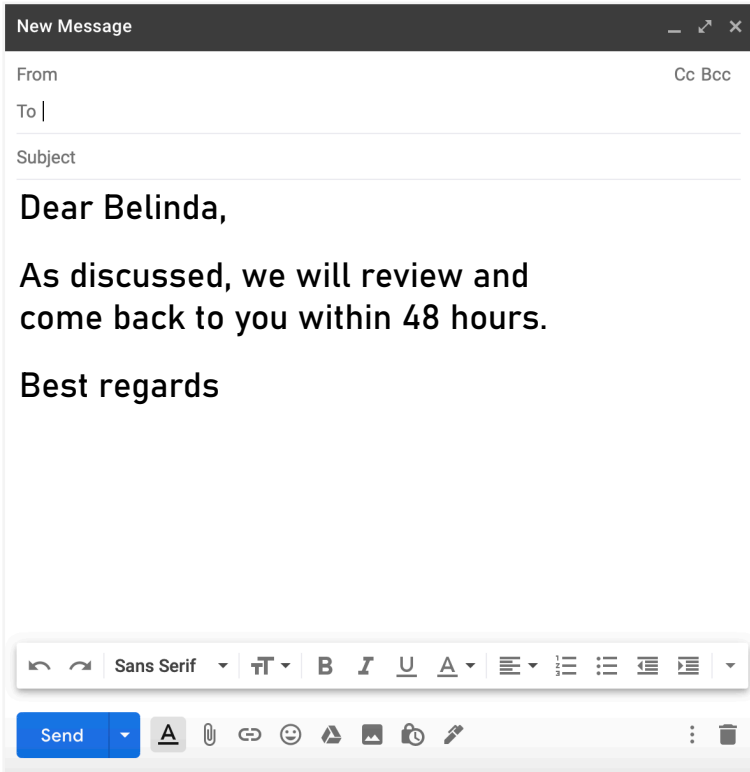 New Message
From Cc Bcc
To
Subject
Dear Belinda,
As discussed, we will review and
come back to you within 48 hours.
Best regards
Sans Serif
Send